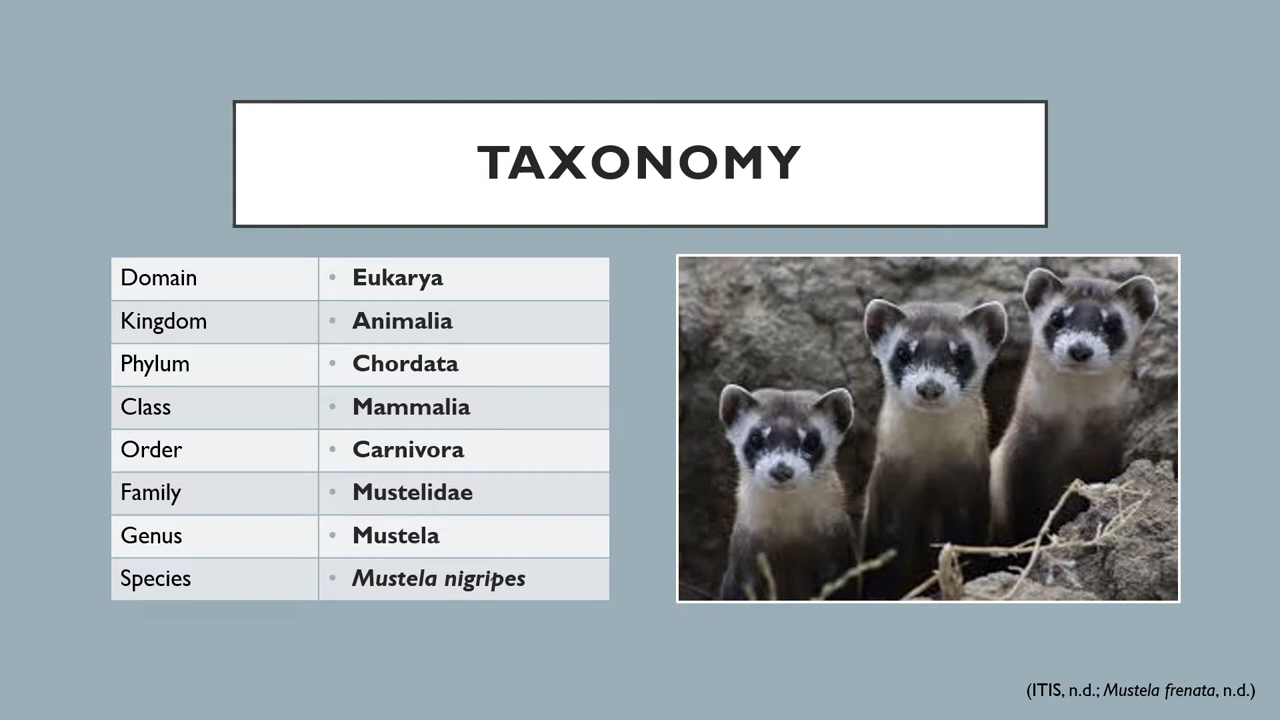 TAXONOMY
Domain • Eukarya
Kingdom • Animalia
Phylum • Chordata
Class • Mammalia
Order • Carnivora
Family • Mustelidae
Genus • Mustela
Species • Mustela nigripes
(ITIS, n.d.; Mustela frenata, n.d.)